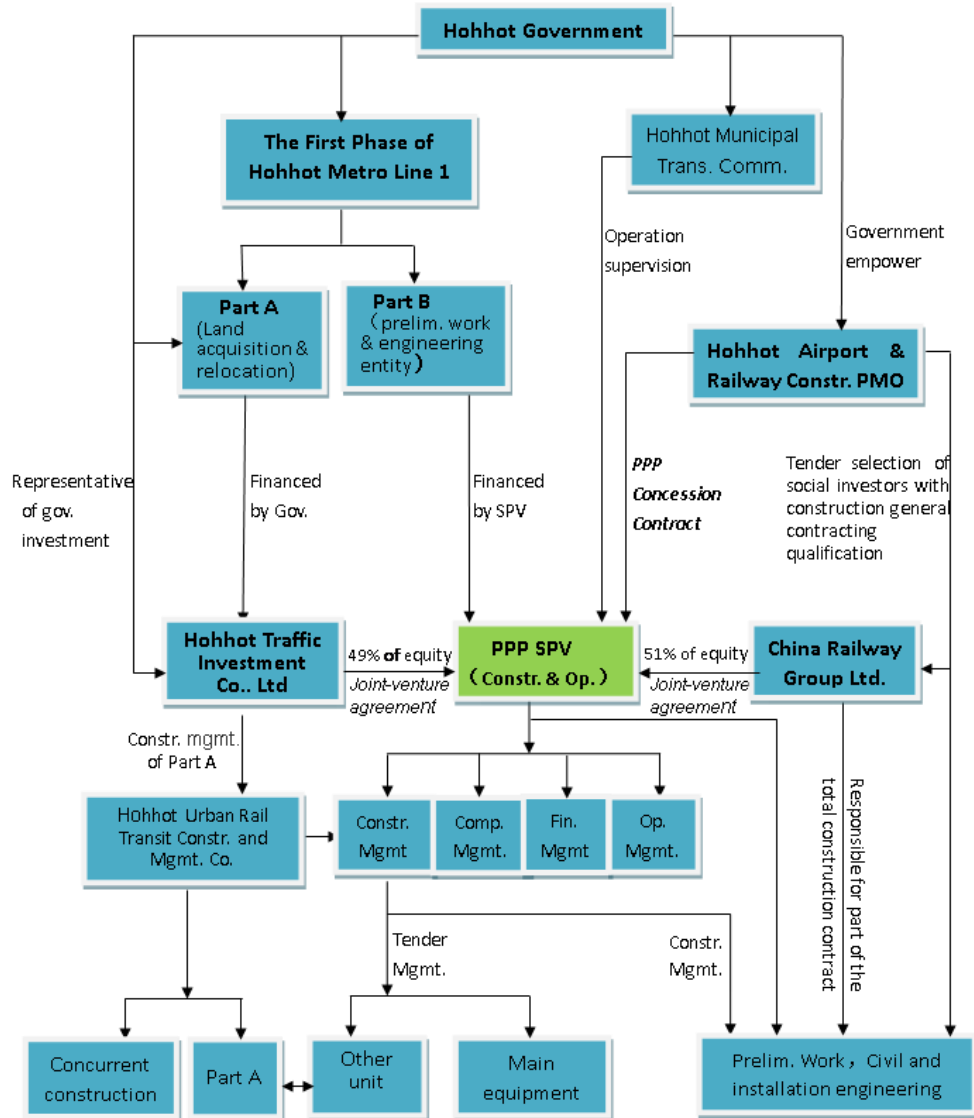 Hohhot Government
The First Phase of
Hohhot Metro Line 1
Hohhot Municipal
Trans. Comm.
Operation
supervision
Government
empower
Part A
(Land
acquisition &
relocation)
Part B
（prelim. work
& engineering
entity）
Hohhot Airport &
Railway Constr. PMO
Representative
of gov.
investment
Financed
by Gov.
Financed
by SPV
PPP
Concession
Contract
Tender selection of
social investors with
construction general
contracting
qualification
Hohhot Traffic
Investment
Co.. Ltd
49% of equity
Joint-venture
agreement
PPP SPV
（Constr. & Op.）
51% of equity
Joint-venture
agreement
China Railway
Group Ltd.
Constr. mgmt.
of Part A
Hohhot Urban Rail
Transit Constr. and
Mgmt. Co.
Constr.
Mgmt
Comp.
Mgmt.
Fin.
Mgmt
Op.
Mgmt.
Responsible for part of the
total construction contract
Tender
Mgmt.
Constr.
Mgmt.
Concurrent
construction
Part A
Other
unit
Main
equipment
Prelim. Work，Civil and
installation engineering